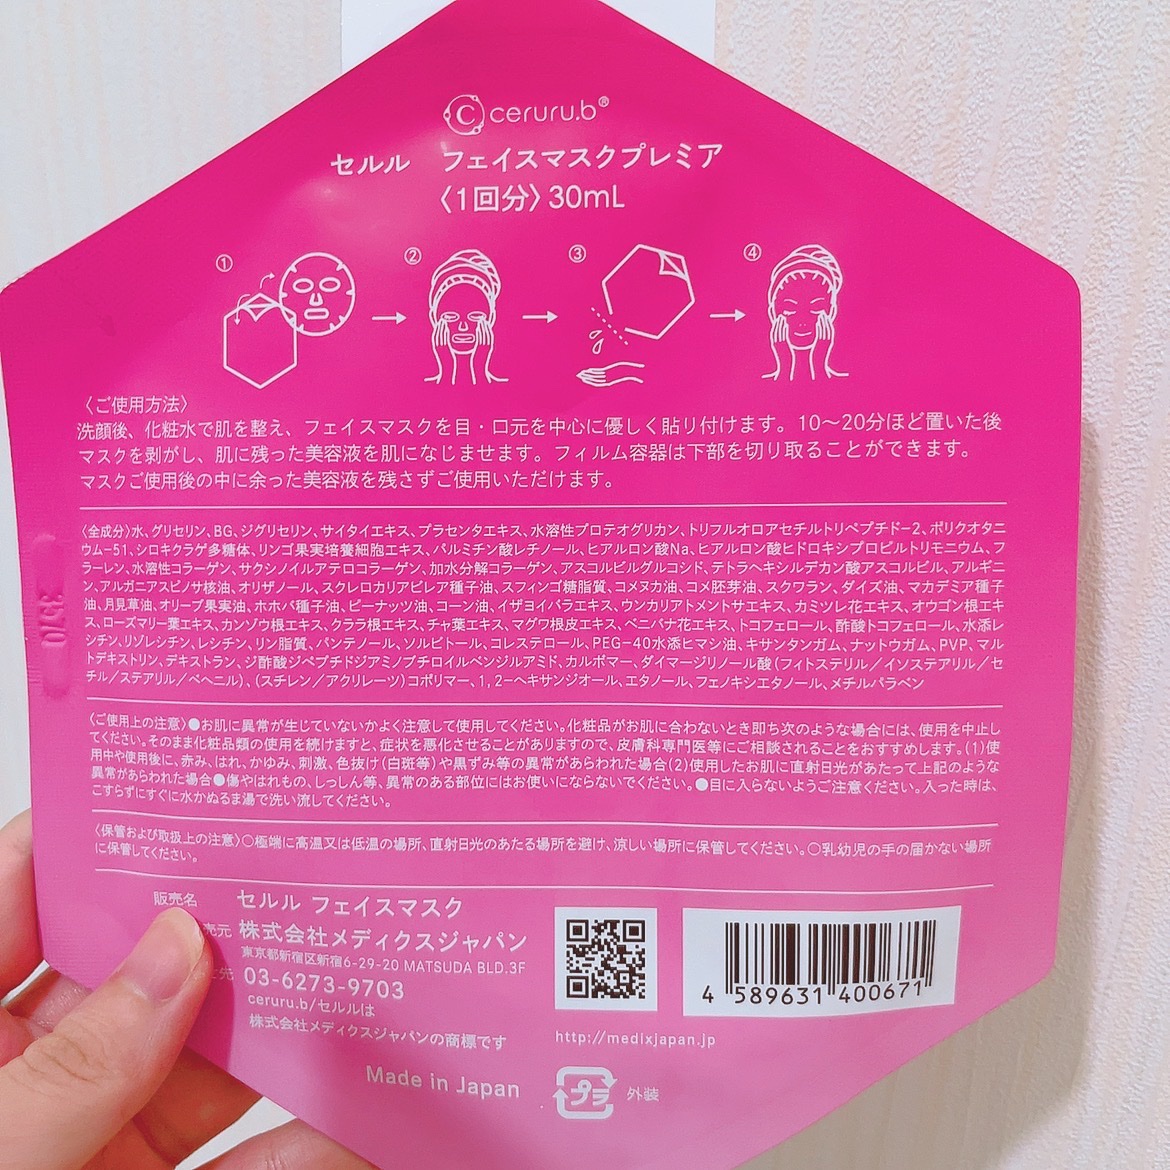 ceruru.b®
セルル フェイスマスクプレミア
〈1回分〉30mL
① ② ③ ④
〈ご使用方法〉
洗顔後、化粧水で肌を整え、フェイスマスクを目・口元を中心に優しく貼り付けます。10〜20分ほど置いた後
マスクを剥がし、肌に残った美容液を肌になじませます。フィルム容器は下部を切り取ることができます。
マスクご使用後の中に余った美容液を残さずご使用いただけます。
〈全成分〉水、グリセリン、BG、ジグリセリン、サイタイエキス、プラセンタエキス、水溶性プロテオグリカン、トリフルオロアセチルトリペプチド-2、ポリクオタニ
ウム-51、シロキクラゲ多糖体、リンゴ果実培養細胞エキス、パルミチン酸レチノール、ヒアルロン酸Na、ヒアルロン酸ヒドロキシプロピルトリモニウム、フ
ラーレン、水溶性コラーゲン、サクシノイルアテロコラーゲン、加水分解コラーゲン、アスコルビルグルコシド、テトラヘキシルデカン酸アスコルビル、アルギニ
ン、アルガニアスピノサ核油、オリザノール、スクレロカリアビレア種子油、スフィンゴ糖脂質、コメヌカ油、コメ胚芽油、スクワラン、ダイズ油、マカデミア種子
油、月見草油、オリーブ果実油、ホホバ種子油、ピーナッツ油、コーン油、イザヨイバラエキス、ウンカリアトメントサエキス、カミツレ花エキス、オウゴン根エキ
ス、ローズマリー葉エキス、カンゾウ根エキス、クララ根エキス、チャ葉エキス、マグワ根皮エキス、ベニバナ花エキス、トコフェロール、酢酸トコフェロール、水添レ
シチン、リゾレシチン、レシチン、リン脂質、パンテノール、ソルビトール、コレステロール、PEG-40水添ヒマシ油、キサンタンガム、ナットウガム、PVP、マル
トデキストリン、デキストラン、ジ酢酸ジペプチドジアミノブチロイルベンジルアミド、カルボマー、ダイマージリノール酸(フィトステリル/イソステアリル/セ
チル/ステアリル/ベヘニル)、(スチレン/アクリレーツ)コポリマー、1,2-ヘキサンジオール、エタノール、フェノキシエタノール、メチルパラベン
〈ご使用上の注意〉●お肌に異常が生じていないかよく注意して使用してください。化粧品がお肌に合わないとき即ち次のような場合には、使用を中止し
てください。そのまま化粧品類の使用を続けますと、症状を悪化させることがありますので、皮膚科専門医等にご相談されることをおすすめします。(1)使
用中や使用後に、赤み、はれ、かゆみ、刺激、色抜け(白斑等)や黒ずみ等の異常があらわれた場合(2)使用したお肌に直射日光があたって上記のような
異常があらわれた場合●傷やはれもの、しっしん等、異常のある部位にはお使いにならないでください。●目に入らないようご注意ください。入った時は、
こすらずにすぐに水かぬるま湯で洗い流してください。
〈保管および取扱上の注意〉○極端に高温又は低温の場所、直射日光のあたる場所を避け、涼しい場所に保管してください。○乳幼児の手の届かない場所
に保管してください。
販売名 セルル フェイスマスク
売元 株式会社メディクスジャパン
東京都新宿区新宿6-29-20 MATSUDA BLD.3F
先 03-6273-9703
ceruru.b/セルルは
株式会社メディクスジャパンの商標です
Made in Japan
4 589631 400671
http://medixjapan.jp
プラ 外装